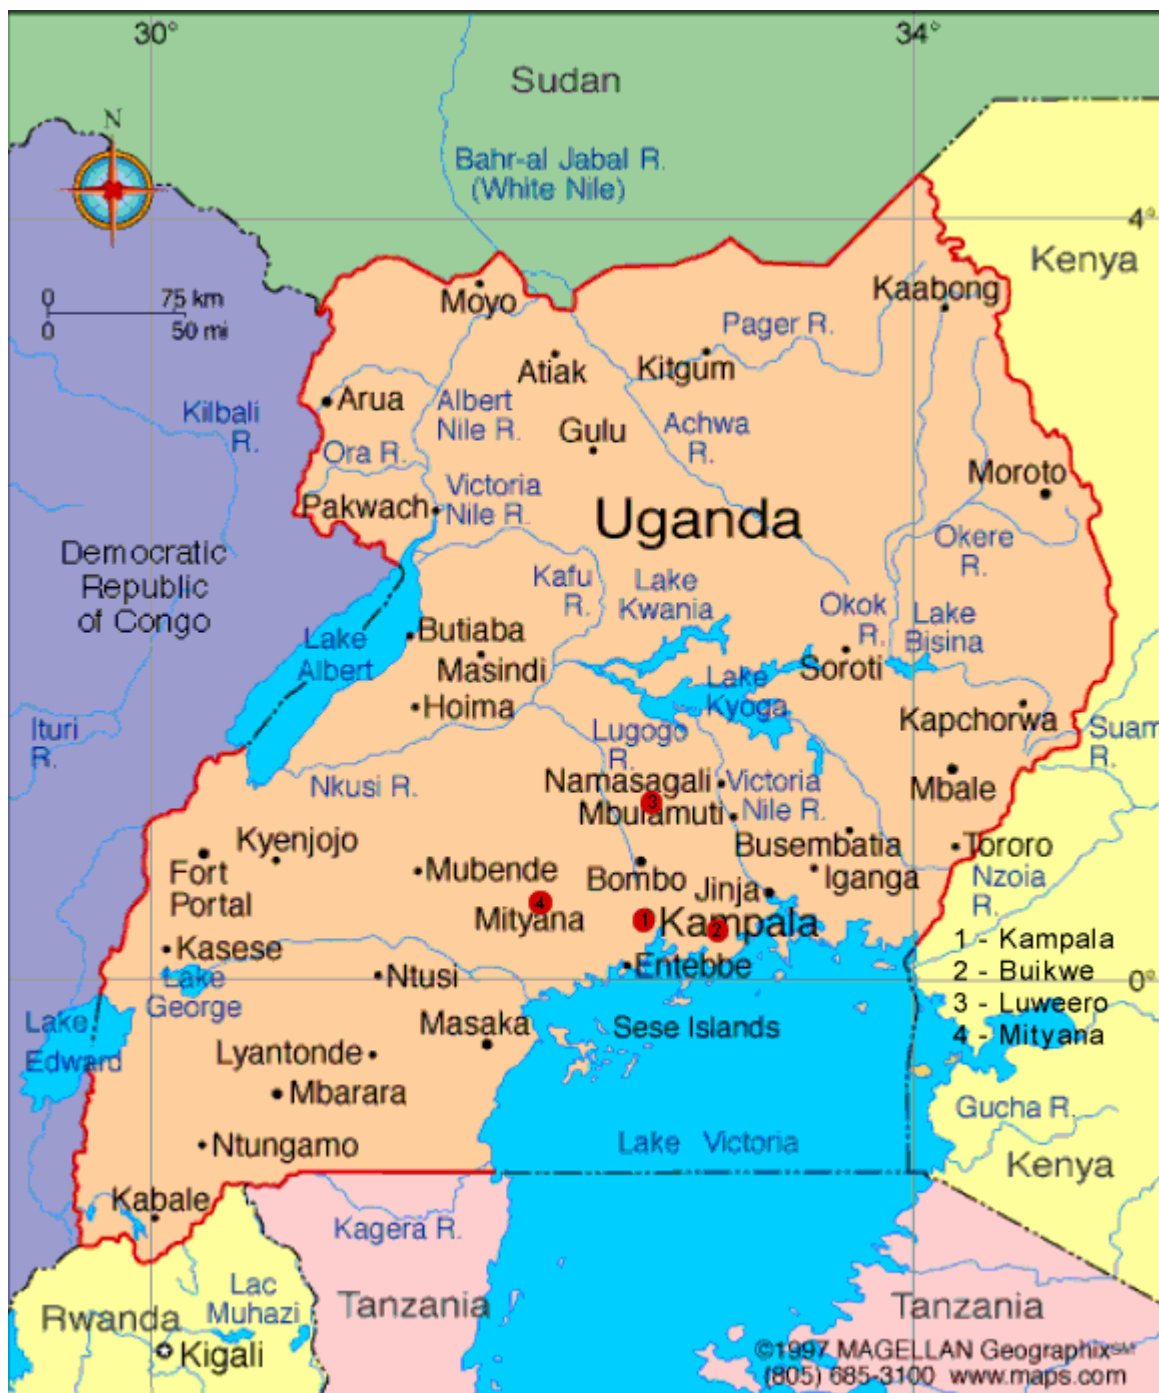 30°
34°
Sudan
N
Bahr-al Jabal R.
(White Nile)
4°
Kenya
0 75 km
0 50 mi
Moyo
Kaabong
Pager R.
Atiak
Kitgum
Arua
Albert
Nile R.
Kilbali
R.
Achwa
R.
Gulu
Ora R.
Moroto
Pakwach
Victoria
Nile R.
Uganda
Okere
R.
Democratic
Republic
of Congo
Kafu
R.
Lake
Kwania
Okok
R.
Lake
Bisina
Lake
Albert
Butiaba
Masindi
Soroti
Lake
Kyoga
Hoima
Kapchorwa
Ituri
R.
Lugogo
R.
Suam
R.
Nkusi R.
Namasagali
Victoria
Nile R.
Mbale
3
Mbulamuti
Kyenjojo
Busembatia
Tororo
Fort
Portal
Mubende
Bombo
Jinja
Iganga
Nzoia
R.
4
Mityana
1
Kampala
2
1 - Kampala
2 - Buikwe
3 - Luweero
4 - Mityana
Kasese
Entebbe
Lake
George
Ntusi
0°
Lake
Edward
Masaka
Sese Islands
Lyantonde
Mbarara
Gucha R.
Ntungamo
Lake Victoria
Kenya
Kabale
Kagera R.
Lac
Muhazi
Rwanda
Tanzania
Tanzania
Kigali
©1997 MAGELLAN Geographix℠
(805) 685-3100 www.maps.com